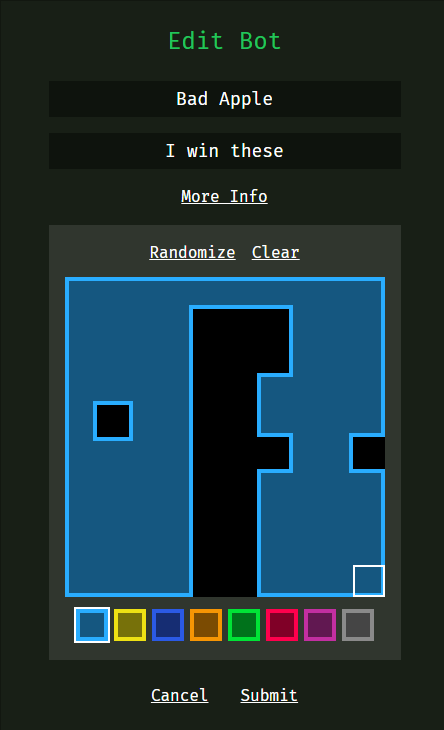 Edit Bot
Bad Apple
I win these
More Info
Randomize Clear
Cancel Submit